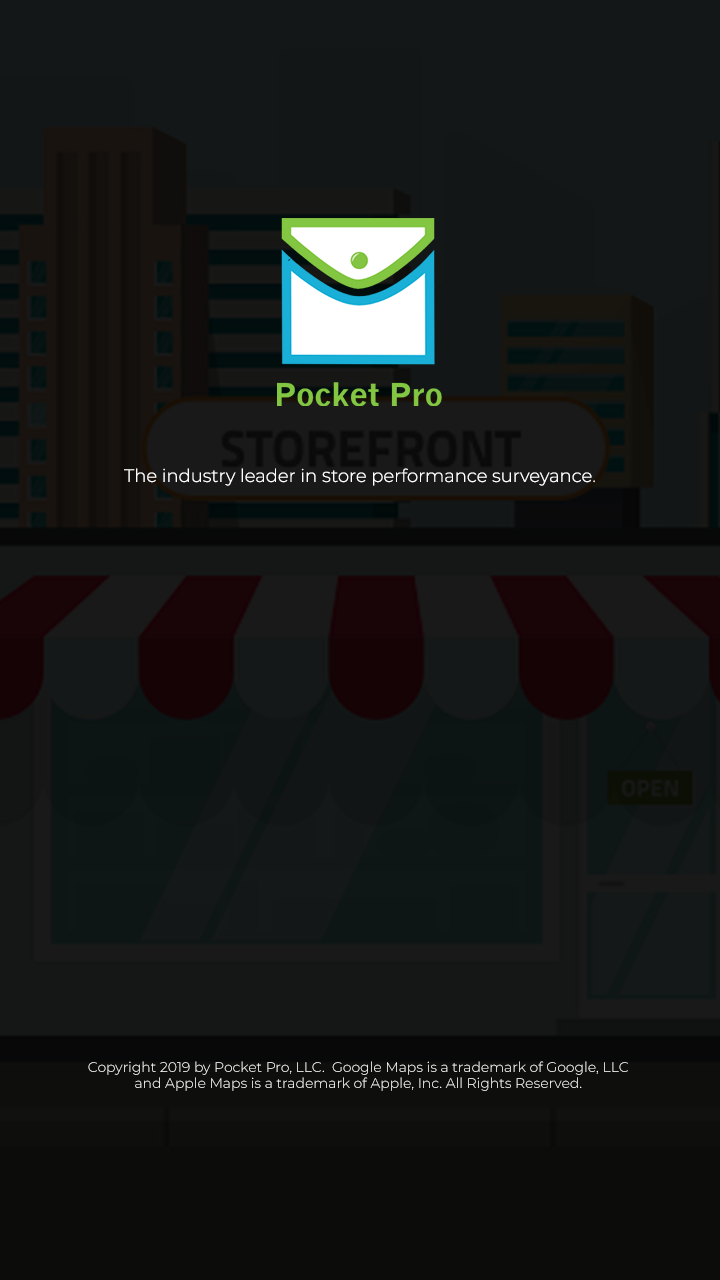 Pocket Pro
STOREFRONT
The industry leader in store performance surveyance.
OPEN
Copyright 2019 by Pocket Pro, LLC.  Google Maps is a trademark of Google, LLC
and Apple Maps is a trademark of Apple, Inc. All Rights Reserved.